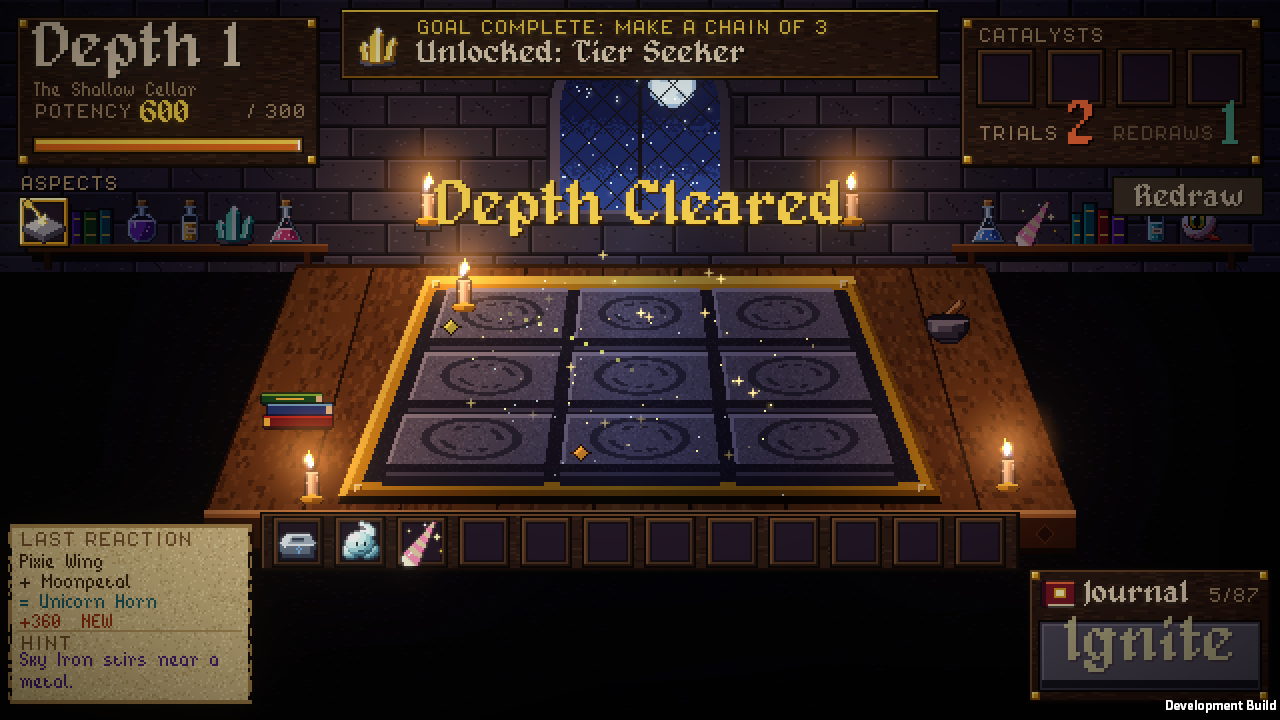 Depth 1
The Shallow Cellar
POTENCY 600 / 300
GOAL COMPLETE: MAKE A CHAIN OF 3
Unlocked: Tier Seeker
CATALYSTS
TRIALS 2 REDRAWS 1
ASPECTS
Redraw
Depth Cleared
LAST REACTION
Pixie Wing
+ Moonpetal
= Unicorn Horn
+360 NEW
HINT
Sky Iron stirs near a
metal.
Journal 5/87
Ignite
Development Build